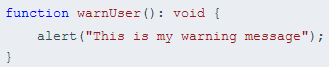 function warnUser(): void {
    alert("This is my warning message");
}